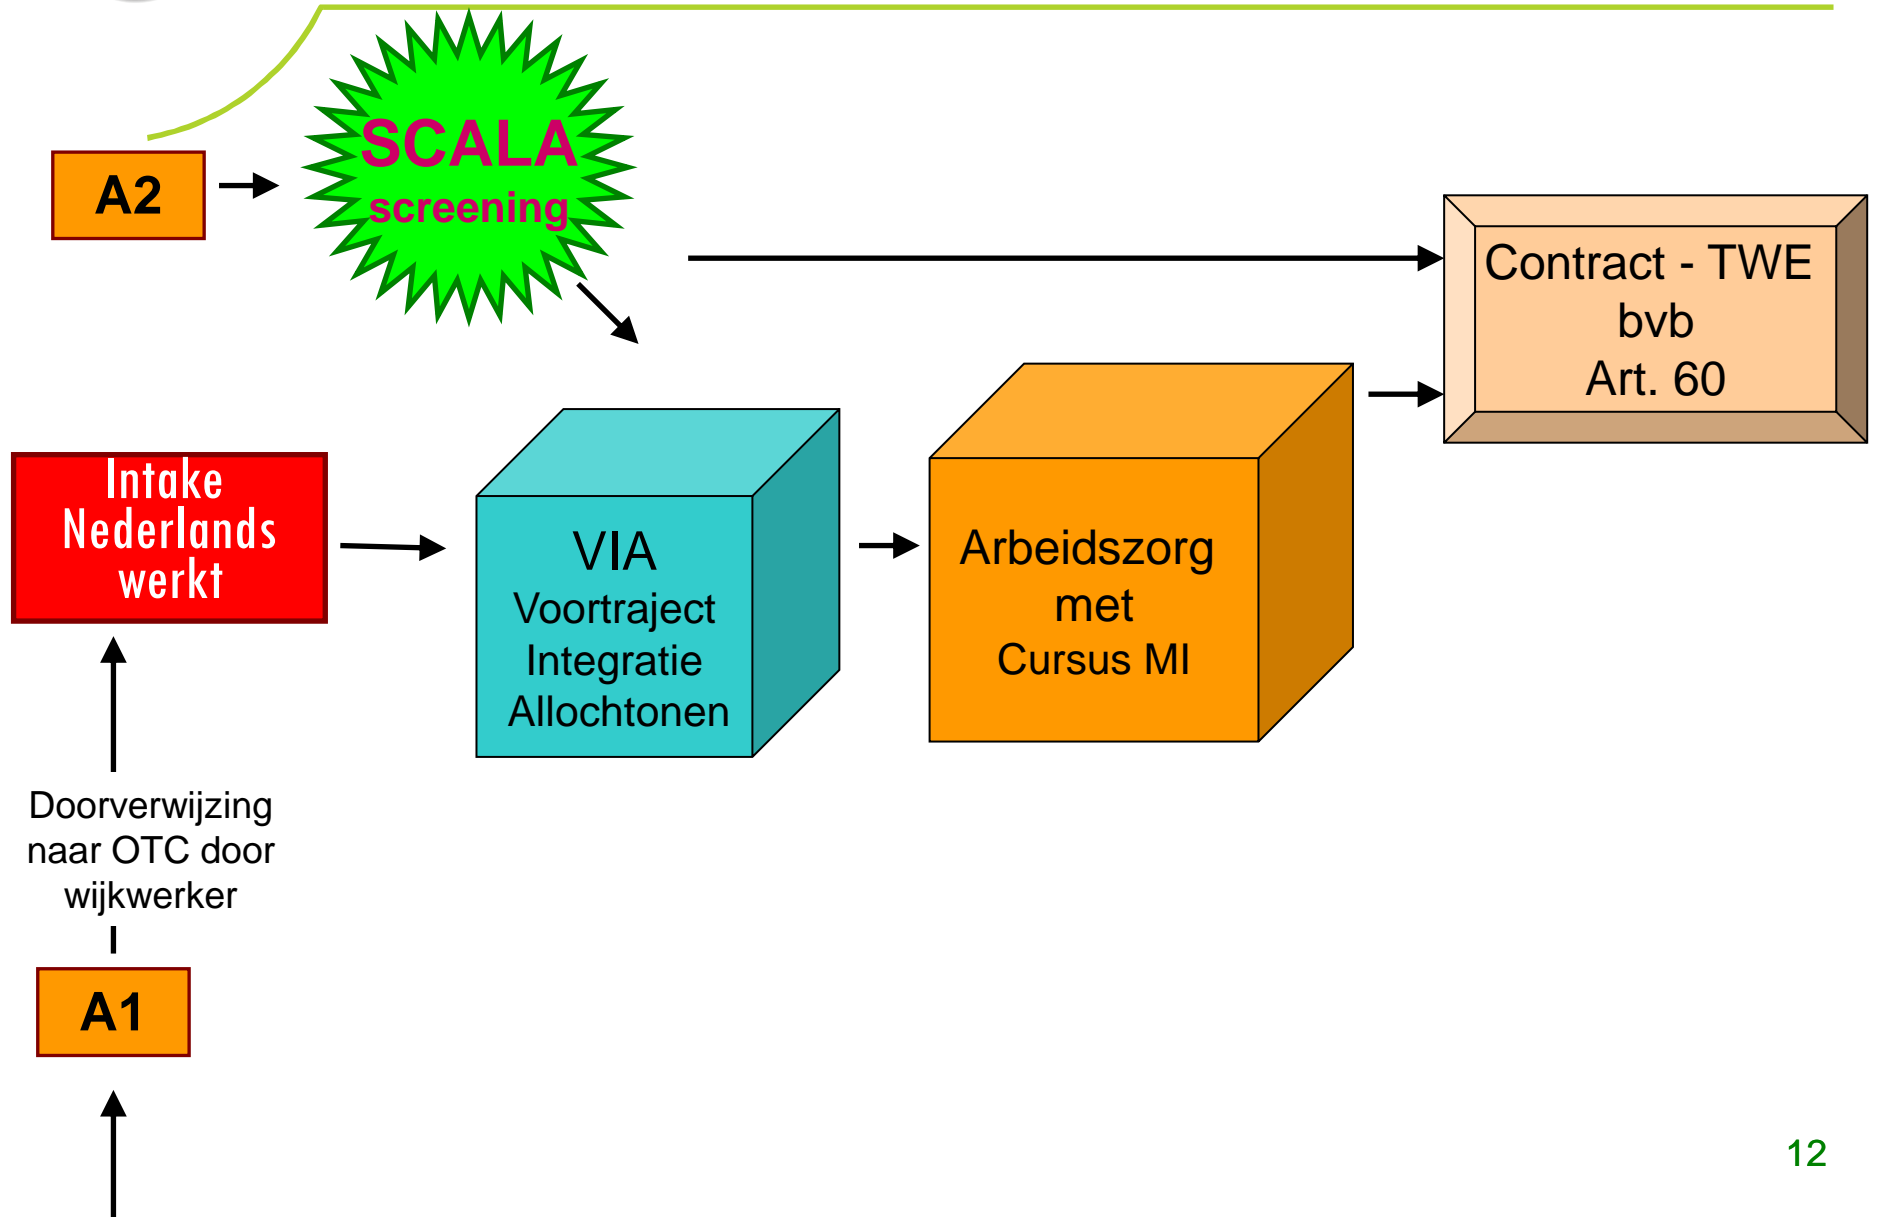 SCALA
screening
A2
Contract - TWE
bvb
Art. 60
Intake
Nederlands
werkt
VIA
Voortraject
Integratie
Allochtonen
Arbeidszorg
met
Cursus MI
Doorverwijzing
naar OTC door
wijkwerker
A1
12